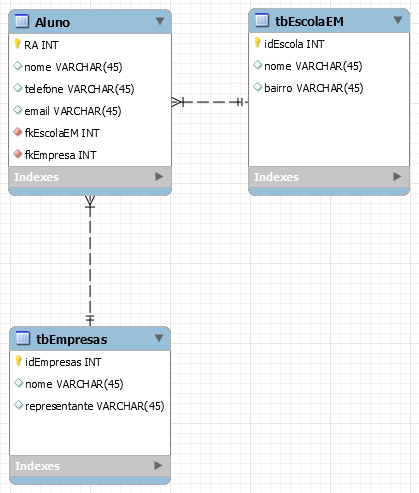 Aluno
RA INT
nome VARCHAR(45)
telefone VARCHAR(45)
email VARCHAR(45)
fkEscolaEM INT
fkEmpresa INT
Indexes
tbEscolaEM
idEscola INT
nome VARCHAR(45)
bairro VARCHAR(45)
Indexes
tbEmpresas
idEmpresas INT
nome VARCHAR(45)
representante VARCHAR(45)
Indexes